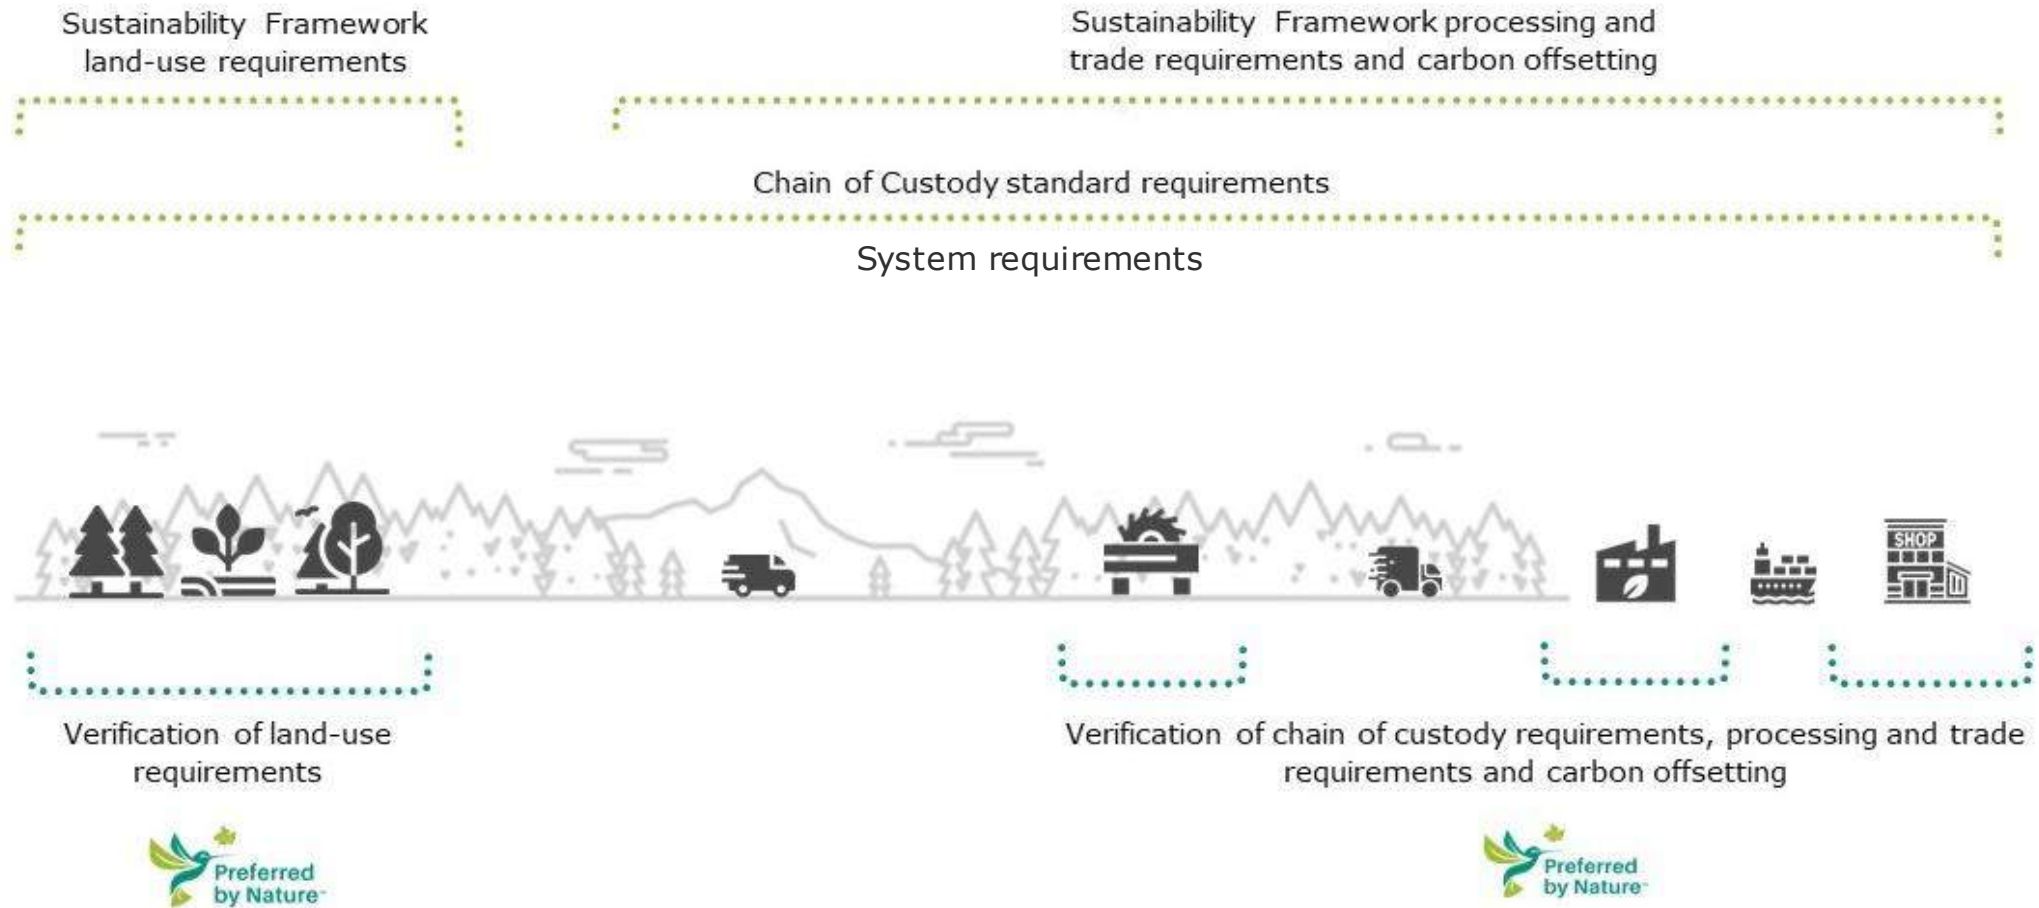 Sustainability Framework
land-use requirements
Sustainability Framework processing and
trade requirements and carbon offsetting
Chain of Custody standard requirements
System requirements
SHOP
Verification of land-use
requirements
Verification of chain of custody requirements, processing and trade
requirements and carbon offsetting
Preferred
by Nature™
Preferred
by Nature™